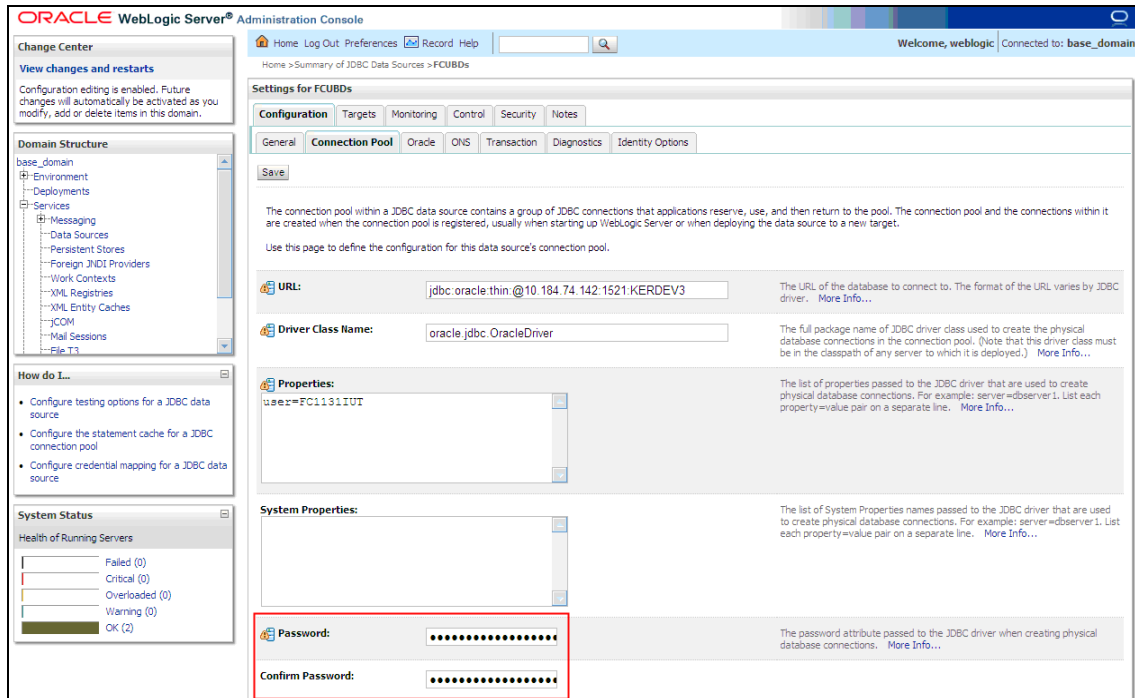 ORACLE WebLogic Server® Administration Console
Change Center
View changes and restarts
Configuration editing is enabled. Future
changes will automatically be activated as you
modify, add or delete items in this domain.
Domain Structure
base_domain
Environment
Deployments
Services
Messaging
Data Sources
Persistent Stores
Foreign JNDI Providers
Work Contexts
XML Registries
XML Entity Caches
jCOM
Mail Sessions
File T3
How do I...
Configure testing options for a JDBC data
source
Configure the statement cache for a JDBC
connection pool
Configure credential mapping for a JDBC data
source
System Status
Health of Running Servers
Failed (0)
Critical (0)
Overloaded (0)
Warning (0)
OK (2)
Home Log Out Preferences Record Help
Welcome, weblogic Connected to: base_domain
Home >Summary of JDBC Data Sources >FCUBDs
Settings for FCUBDs
Configuration Targets Monitoring Control Security Notes
General Connection Pool Oracle ONS Transaction Diagnostics Identity Options
Save
The connection pool within a JDBC data source contains a group of JDBC connections that applications reserve, use, and then return to the pool. The connection pool and the connections within it
are created when the connection pool is registered, usually when starting up WebLogic Server or when deploying the data source to a new target.
Use this page to define the configuration for this data source's connection pool.
URL:
jdbc:oracle:thin:@10.184.74.142:1521:KERDEV3
The URL of the database to connect to. The format of the URL varies by JDBC
driver. More Info...
Driver Class Name:
oracle.jdbc.OracleDriver
The full package name of JDBC driver class used to create the physical
database connections in the connection pool. (Note that this driver class must
be in the classpath of any server to which it is deployed.) More Info...
Properties:
user=FC1131IUT
The list of properties passed to the JDBC driver that are used to create
physical database connections. For example: server=dbserver1. List each
property=value pair on a separate line. More Info...
System Properties:
The list of System Properties names passed to the JDBC driver that are used
to create physical database connections. For example: server=dbserver1. List
each property=value pair on a separate line. More Info...
Password:
The password attribute passed to the JDBC driver when creating physical
database connections. More Info...
Confirm Password: